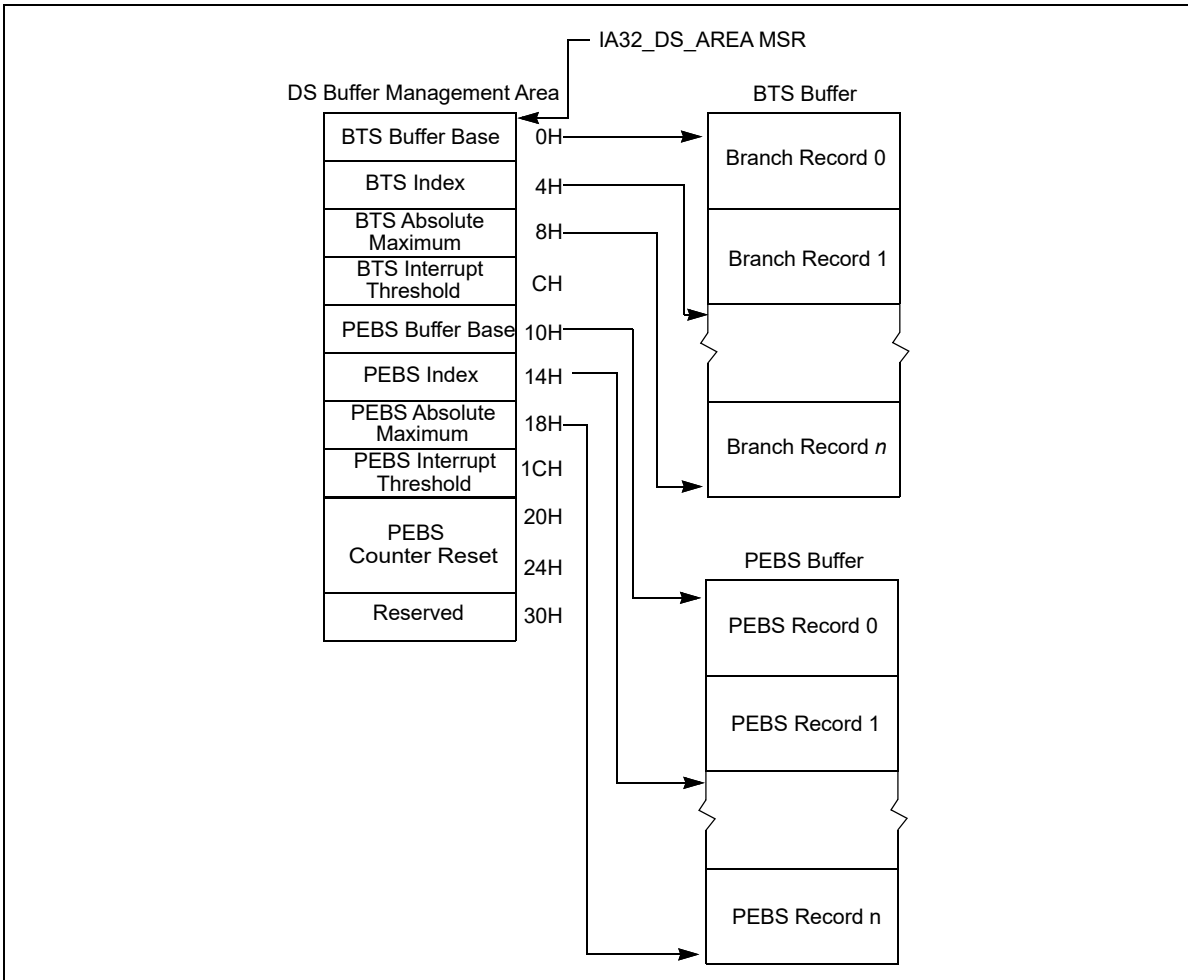 IA32_DS_AREA MSR
DS Buffer Management Area
BTS Buffer
BTS Buffer Base 0H
Branch Record 0
BTS Index 4H
BTS Absolute
Maximum
8H
Branch Record 1
BTS Interrupt
Threshold
CH
PEBS Buffer Base 10H
PEBS Index 14H
PEBS Absolute
Maximum
18H
Branch Record n
PEBS Interrupt
Threshold
1CH
20H
PEBS
Counter Reset
24H
PEBS Buffer
Reserved 30H
PEBS Record 0
PEBS Record 1
PEBS Record n